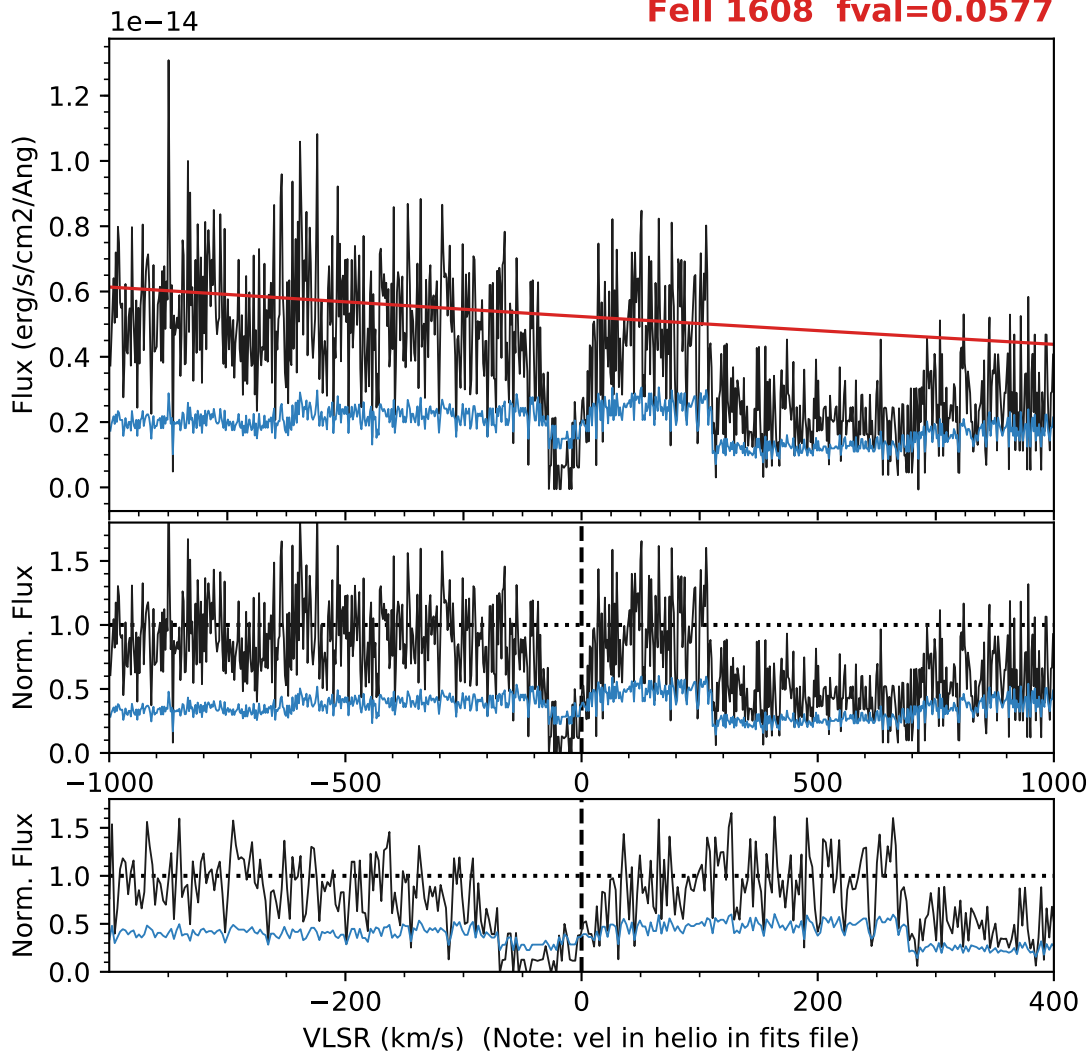 FeII 1608  fval=0.0577
1e−14
1.2
1.0
0.8
0.6
0.4
0.2
0.0
Flux (erg/s/cm2/Ang)
1.5
1.0
0.5
0.0
Norm. Flux
−1000 −500 0 500 1000
1.5
1.0
0.5
0.0
Norm. Flux
−200 0 200 400
VLSR (km/s)  (Note: vel in helio in fits file)